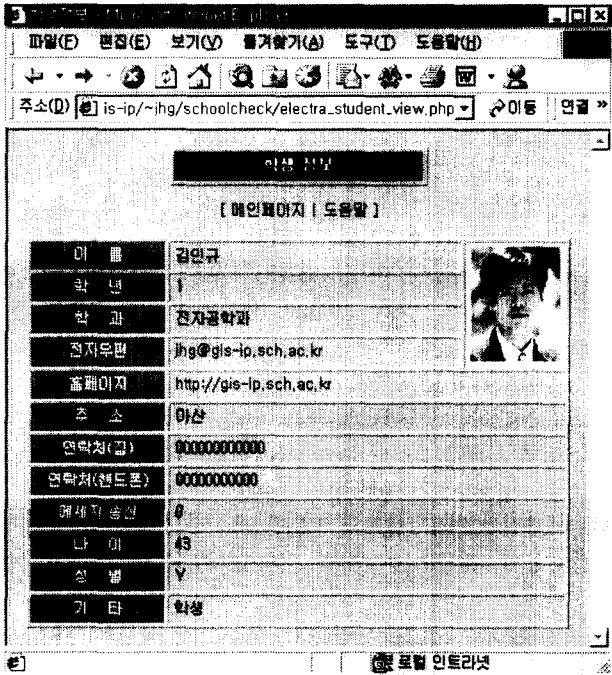 Microsoft Internet Explorer
파일(F) 편집(E) 보기(V) 즐겨찾기(A) 도구(T) 도움말(H)
주소(D) is-ip/~jhg/schoolcheck/electra_student_view.php 이동 연결 »
[ 메인페이지 | 도움말 ]
이 름 김민규
학 년 1
학 과 전자공학과
전자우편 jhg@gis-ip.sch.ac.kr
홈페이지 http://gis-ip.sch.ac.kr
주 소 아산
연락처(집) 000000000000
연락처(핸드폰) 00000000000
메세지 송신 0
나 이 43
성 별 Y
기 타 학생
로컬 인트라넷